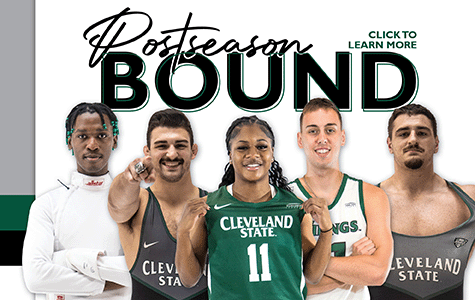 Postseason
BOUND
CLICK TO
LEARN MORE
CLEVELAND
STATE
CLEVELAND
STATE.
11
CLEVELAND
STATE